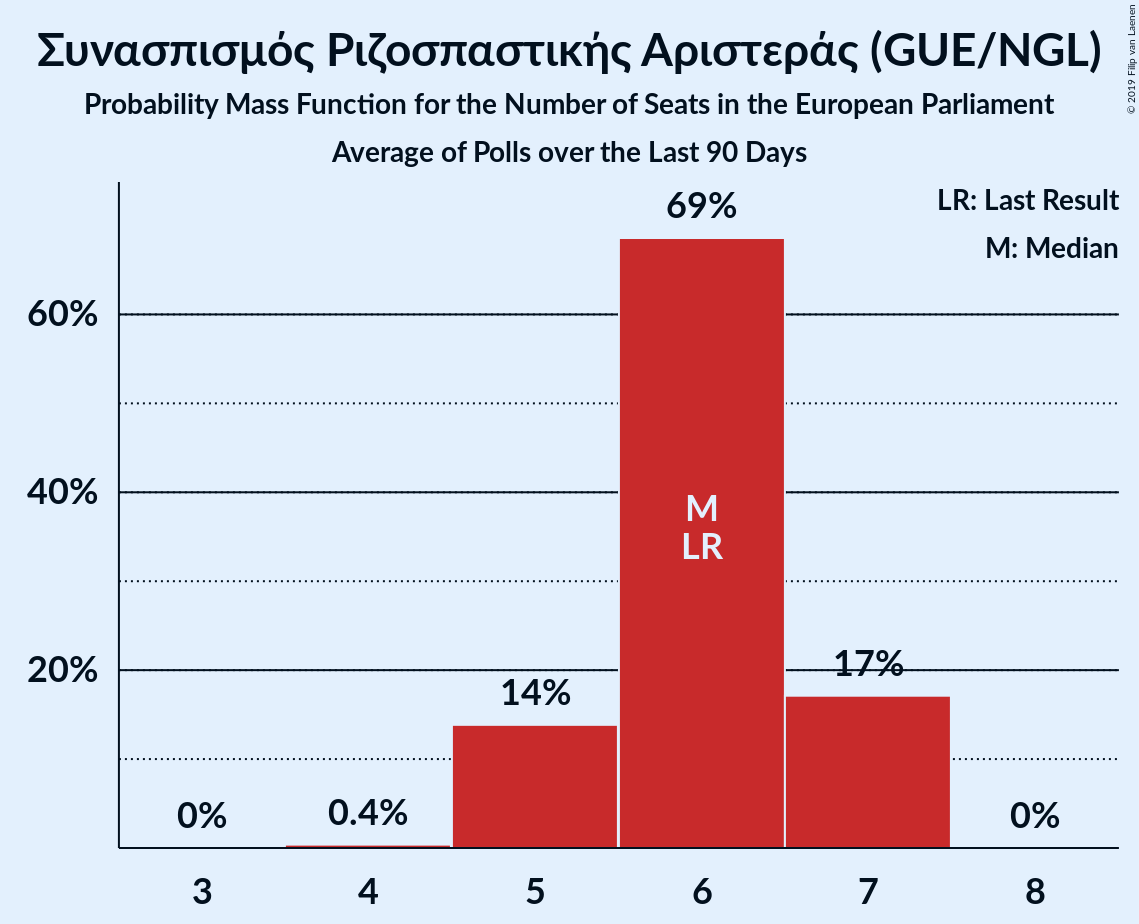 Συνασπισμός Ριζοσπαστικής Αριστεράς (GUE/NGL)
Probability Mass Function for the Number of Seats in the European Parliament
Average of Polls over the Last 90 Days
© 2019 Filip van Laenen
LR: Last Result
M: Median
69%
60%
40%
M
LR
20%
17%
14%
0%
0.4%
0%
3 4 5 6 7 8